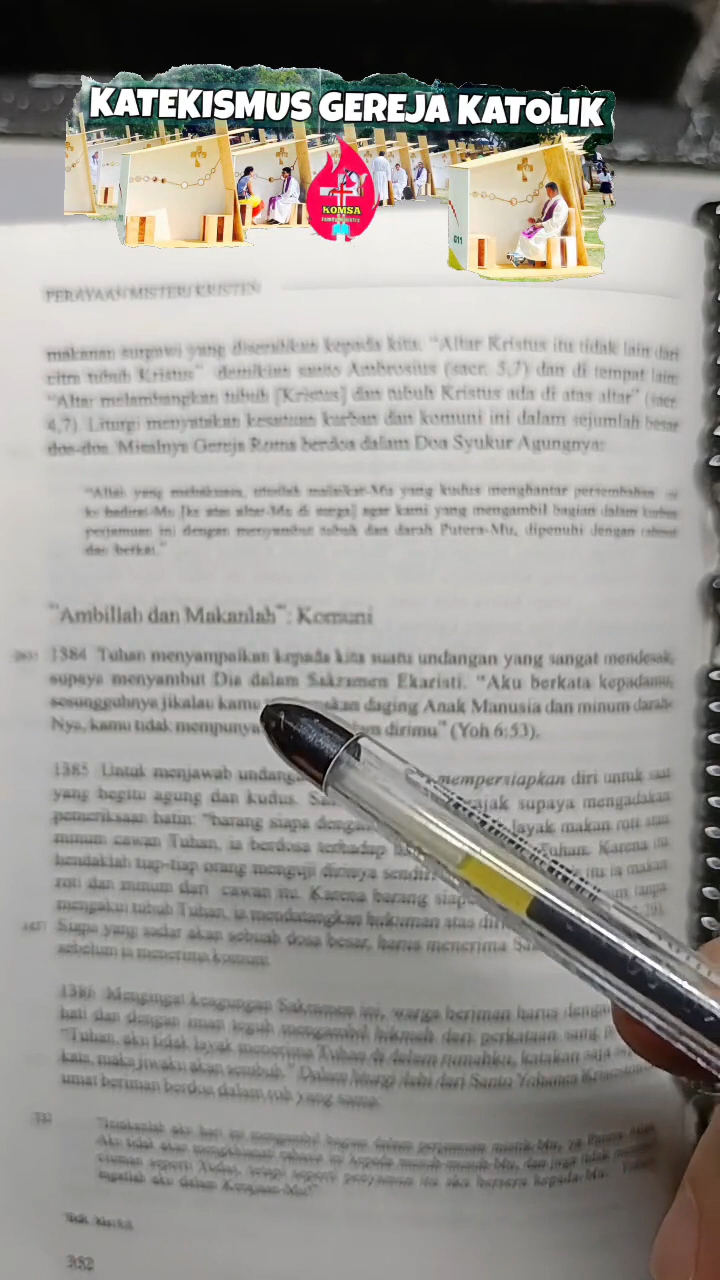 KATEKISMUS GEREJA KATOLIK
KOMSA
011
PERAYAAN MISTERI KRISTEN
makanan surgawi yang diserahkan kepada kita. "Altar Kristus itu tidak lain dari
citra tubuh Kristus" demikian santo Ambrosius (sacr. 5,7) dan di tempat lain
"Altar melambangkan tubuh [Kristus] dan tubuh Kristus ada di atas altar" (sacr.
4,7). Liturgi menyatakan kesatuan kurban dan komuni ini dalam sejumlah besar
doa-doa. Misalnya Gereja Roma berdoa dalam Doa Syukur Agungnya:
"Allah yang mahakuasa, utuslah malaikat-Mu yang kudus menghantar persembahan
ke hadirat-Mu [ke atas altar-Mu di surga] agar kami yang mengambil bagian dalam kurban
perjamuan ini dengan menyambut tubuh dan darah Putera-Mu, dipenuhi dengan rahmat
dan berkat."
"Ambillah dan Makanlah": Komuni
1384 Tuhan menyampaikan kepada kita suatu undangan yang sangat mendesak,
supaya menyambut Dia dalam Sakramen Ekaristi. "Aku berkata kepadamu,
sesungguhnya jikalau kamu daging Anak Manusia dan minum darah-
Nya, kamu tidak dirimu" (Yoh 6:53).
1385 Untuk menjawab mempersiapkan diri untuk saat
yang begitu agung dan kudus. supaya mengadakan
pemeriksaan batin: "barang siapa layak makan roti atau
minum cawan Tuhan, ia berdosa terhadap Tuhan. Karena itu
hendaklah tiap-tiap orang menguji dirinya ia makan
roti dan minum dari cawan itu. Karena barang tanpa
mengakui tubuh Tuhan, ia mendatangkan hukuman atas
Siapa yang sadar akan sebuah dosa besar, harus menerima
sebelum ia menerima komuni.
1386 Mengingat keagungan Sakramen ini, warga beriman harus
hati dan dengan iman teguh mengambil hikmah dari perkataan sang
"Tuhan, aku tidak layak menerima Tuhan di dalam rumahku, katakan saja
kata, maka jiwaku akan sembuh." Dalam liturgi ilahi dari Santo Yohanes
umat beriman berdoa dalam roh yang sama:
352